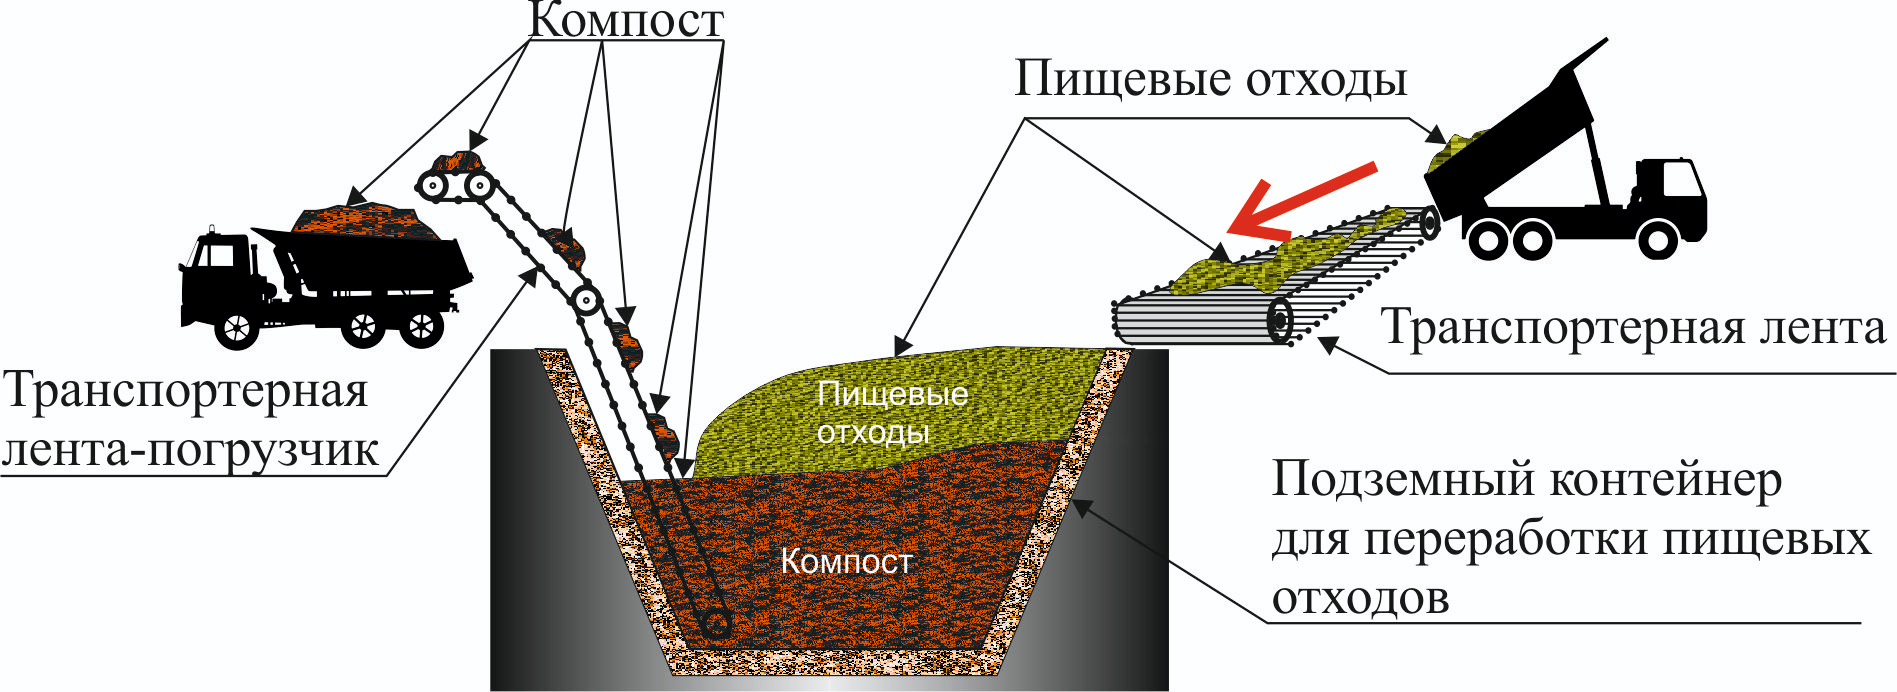 Компост
Пищевые отходы
Транспортерная лента
Транспортерная
лента-погрузчик
Пищевые
отходы
Компост
Подземный контейнер
для переработки пищевых
отходов